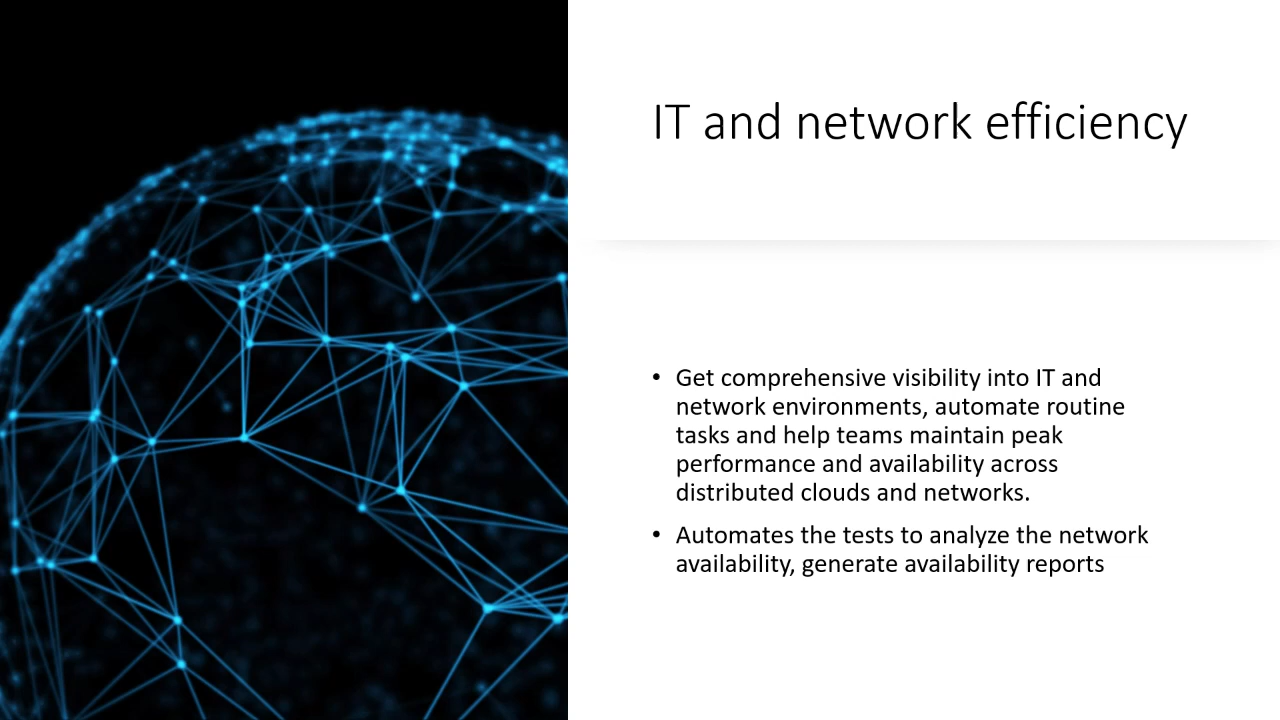 IT and network efficiency
• Get comprehensive visibility into IT and
network environments, automate routine
tasks and help teams maintain peak
performance and availability across
distributed clouds and networks.
• Automates the tests to analyze the network
availability, generate availability reports